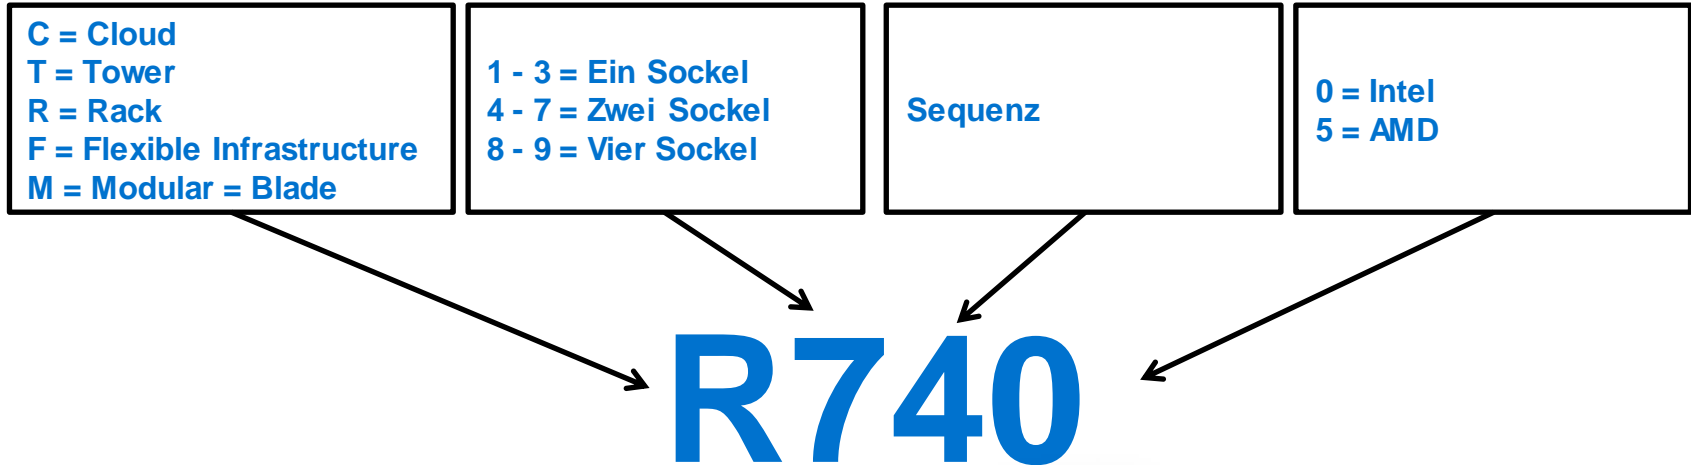 C = Cloud
T = Tower
R = Rack
F = Flexible Infrastructure
M = Modular = Blade
1 - 3 = Ein Sockel
4 - 7 = Zwei Sockel
8 - 9 = Vier Sockel
Sequenz
0 = Intel
5 = AMD
R740